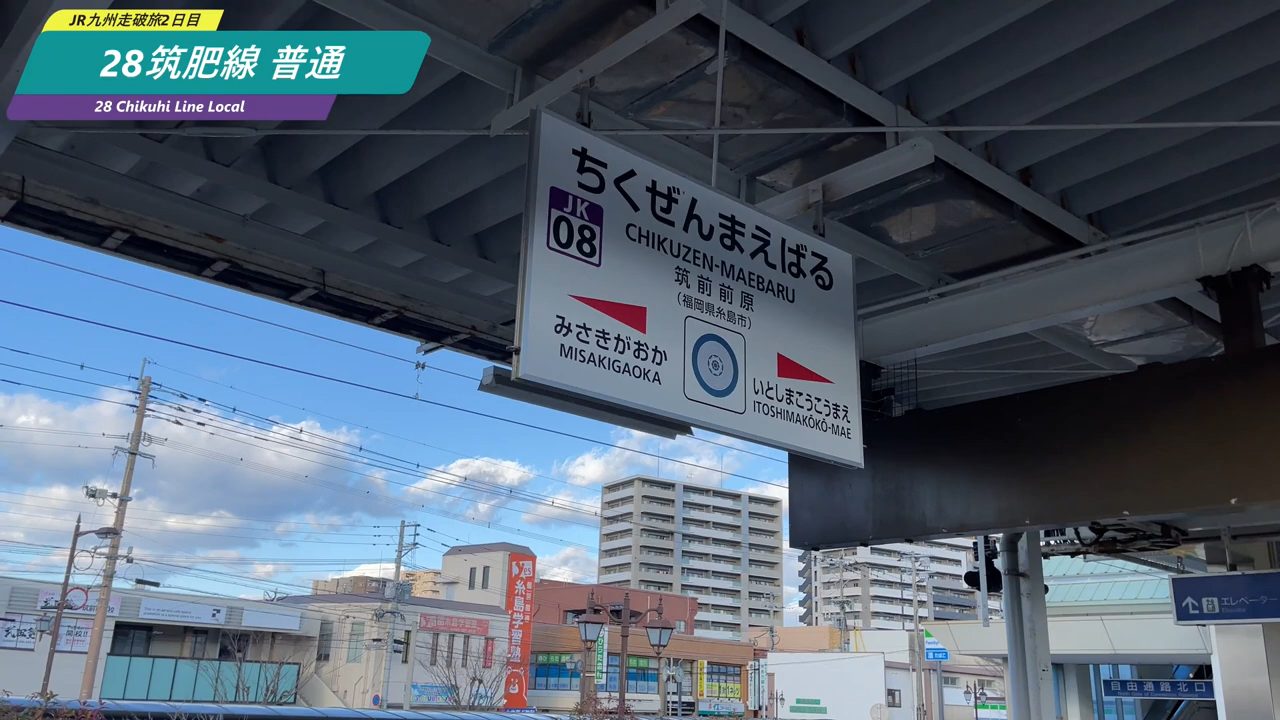 JR九州走破旅2日目
28筑肥線 普通
28 Chikuhi Line Local
ちくぜんまえばる
JK
08
CHIKUZEN-MAEBARU
筑前前原
(福岡県糸島市)
みさきがおか
MISAKIGAOKA
いとしまこうこうまえ
ITOSHIMAKŌKŌ-MAE
糸島学習塾
エレベーター
自由通路北口